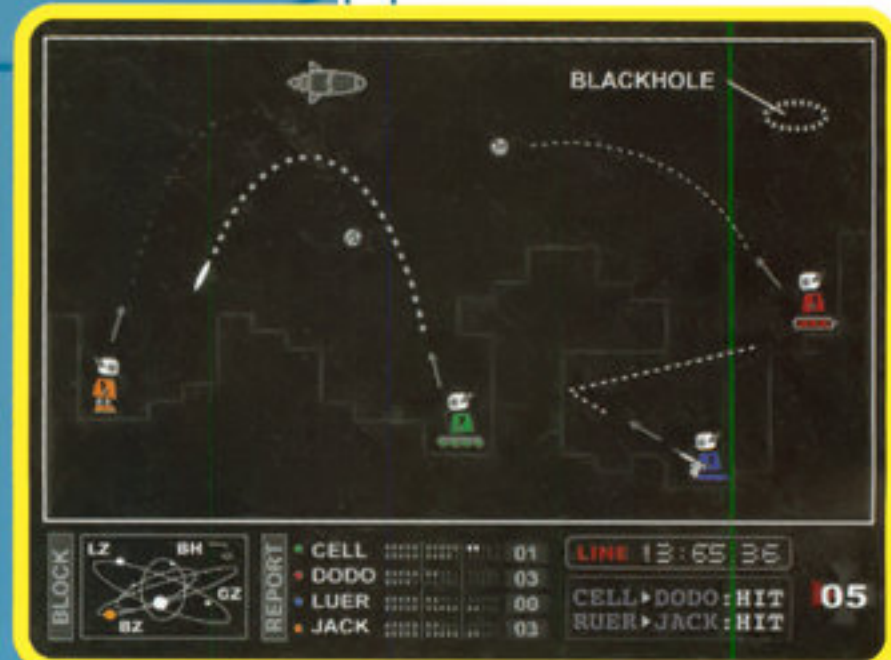 BLACKHOLE
BLOCK
LZ
BH
GZ
BZ
REPORT
CELL 01
DODO 03
LUER 00
JACK 03
LINE 13:65:36
CELL▸DODO:HIT
RUER▸JACK:HIT
05